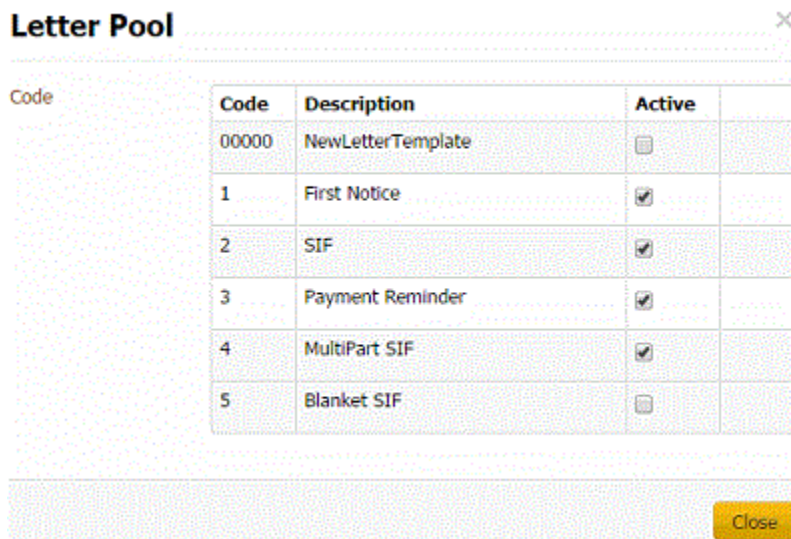 Letter Pool
Code
Code Description Active
00000 NewLetterTemplate
1 First Notice
2 SIF
3 Payment Reminder
4 MultiPart SIF
5 Blanket SIF
Close